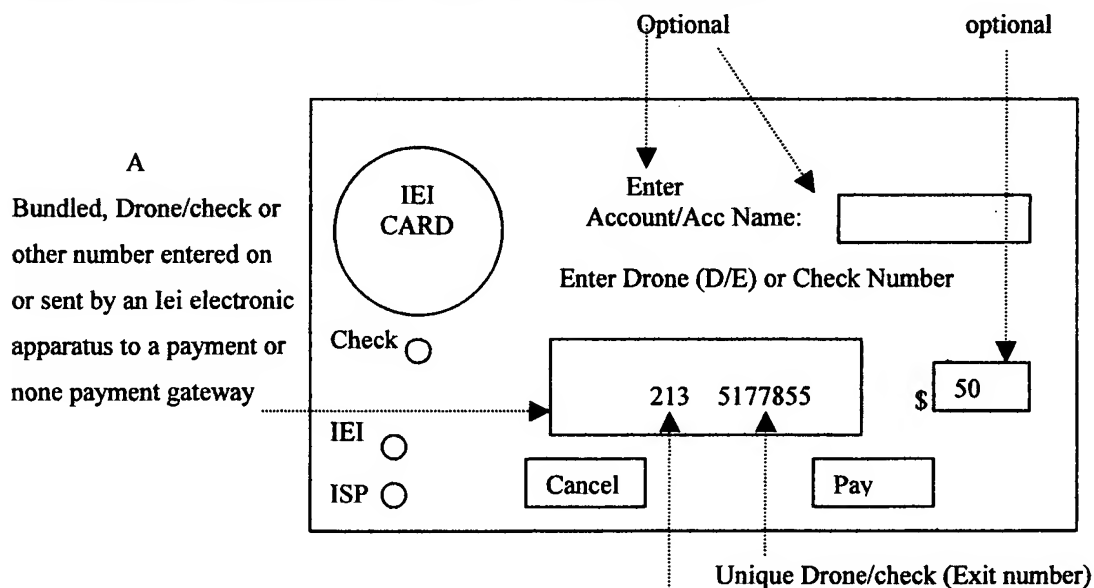 Optional
optional
A
Bundled, Drone/check or
other number entered on
or sent by an Iei electronic
apparatus to a payment or
none payment gateway
IEI
CARD
Enter
Account/Acc Name:
Enter Drone (D/E) or Check Number
Check
213 5177855
$ 50
IEI
ISP
Cancel
Pay
Unique Drone/check (Exit number)